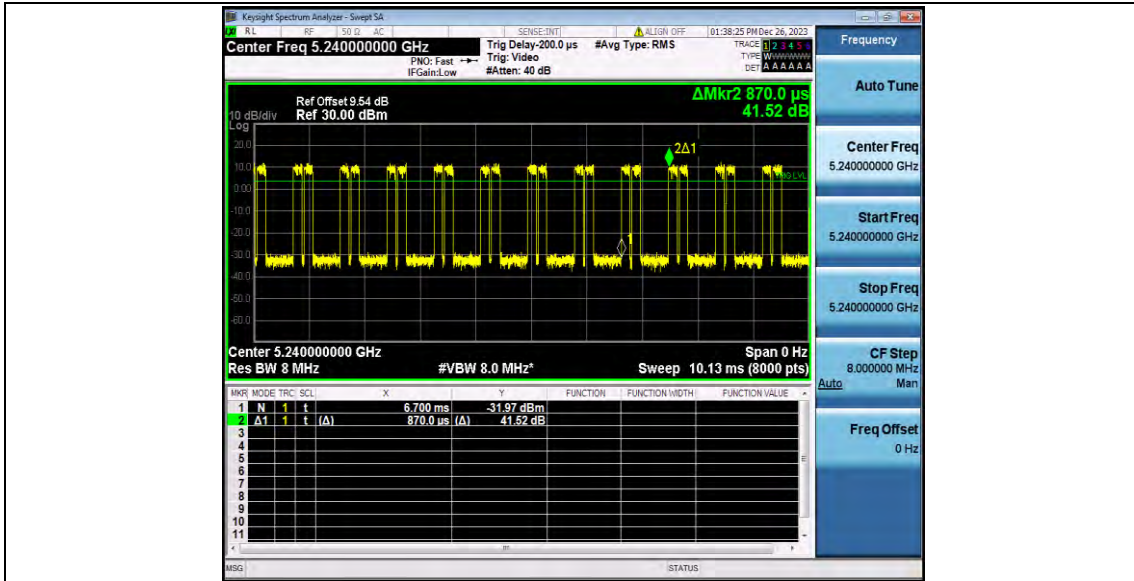 Keysight Spectrum Analyzer - Swept SA
RL RF 50 Ω AC SENSE:INT ALIGN OFF 01:38:25 PM Dec 26, 2023
Center Freq 5.240000000 GHz
PNO: Fast
IFGain:Low
Trig Delay-200.0 µs
Trig: Video
#Atten: 40 dB
#Avg Type: RMS
TRACE 1 2 3 4 5 6
TYPE
DET A A A A A A
Frequency
Auto Tune
Center Freq
5.240000000 GHz
Start Freq
5.240000000 GHz
Stop Freq
5.240000000 GHz
CF Step
8.000000 MHz
Auto Man
Freq Offset
0 Hz
ΔMkr2 870.0 µs
41.52 dB
Ref Offset 9.54 dB
10 dB/div Ref 30.00 dBm
Log
20.0
10.0
0.00
-10.0
-20.0
-30.0
-40.0
-50.0
-60.0
2Δ1
1
Center 5.240000000 GHz Span 0 Hz
Res BW 8 MHz #VBW 8.0 MHz* Sweep 10.13 ms (8000 pts)
MKR MODE TRC SCL X Y FUNCTION FUNCTION WIDTH FUNCTION VALUE
1 N 1 t 6.700 ms -31.97 dBm
2 Δ1 1 t (Δ) 870.0 µs (Δ) 41.52 dB
3
4
5
6
7
8
9
10
11
MSG STATUS